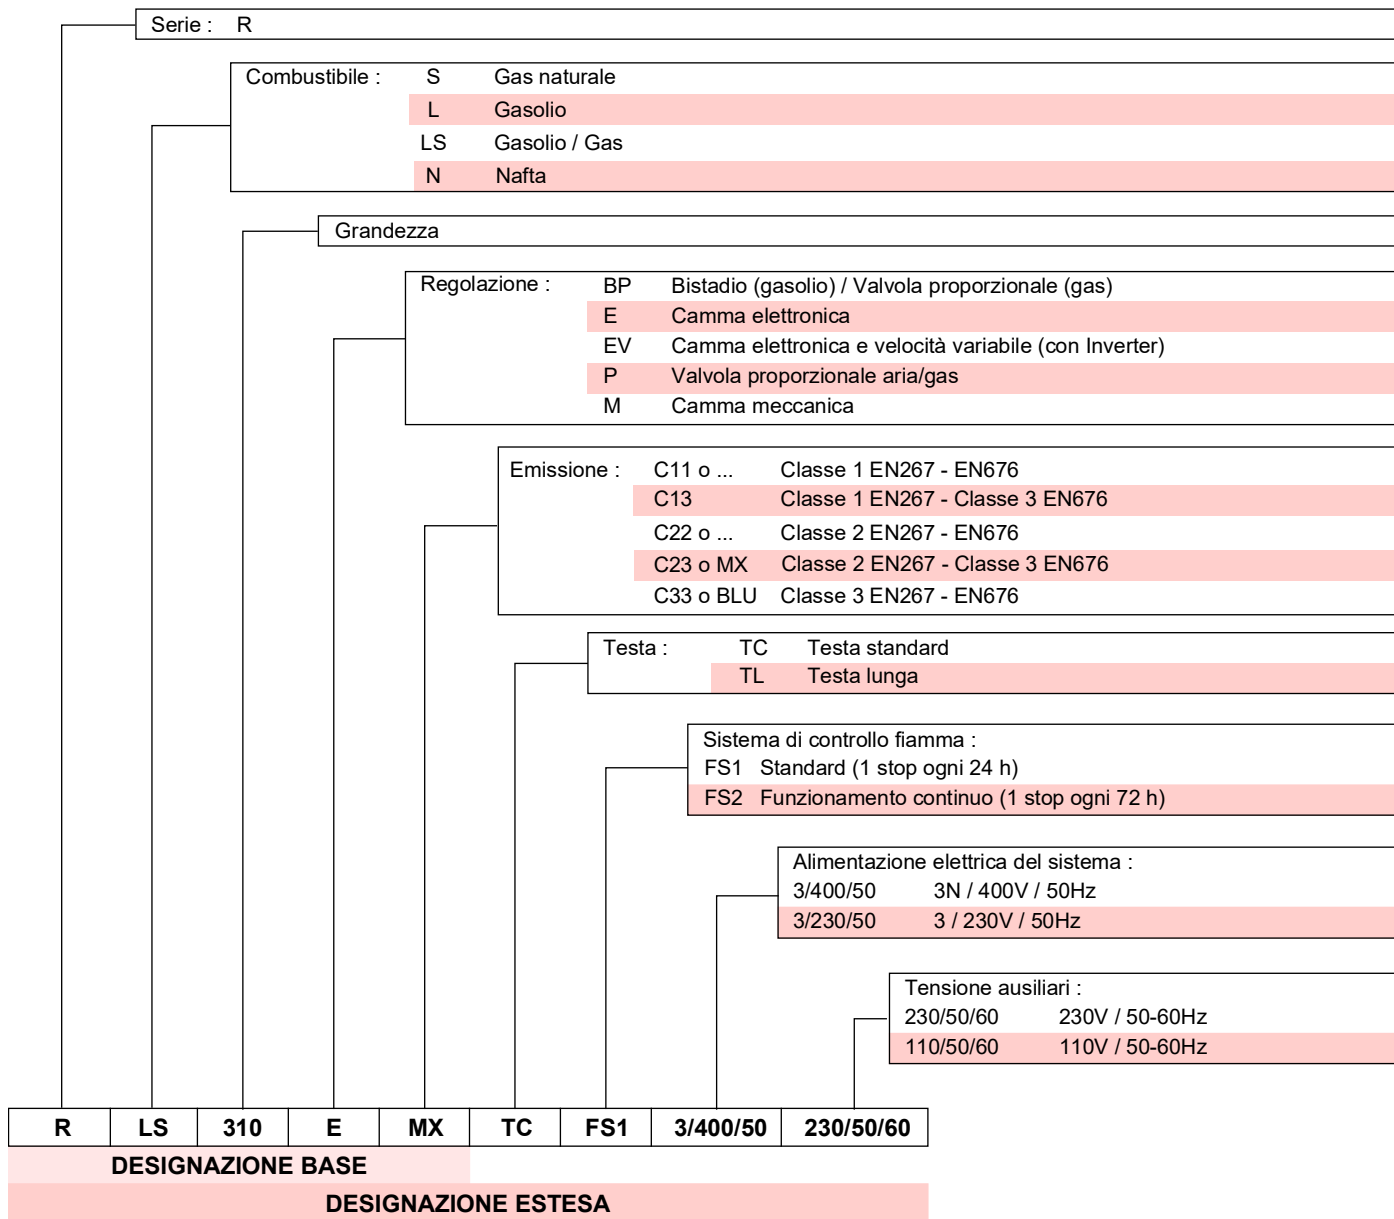 Serie : R
Combustibile : S Gas naturale
L Gasolio
LS Gasolio / Gas
N Nafta
Grandezza
Regolazione : BP Bistadio (gasolio) / Valvola proporzionale (gas)
E Camma elettronica
EV Camma elettronica e velocità variabile (con Inverter)
P Valvola proporzionale aria/gas
M Camma meccanica
Emissione : C11 o ... Classe 1 EN267 - EN676
C13 Classe 1 EN267 - Classe 3 EN676
C22 o ... Classe 2 EN267 - EN676
C23 o MX Classe 2 EN267 - Classe 3 EN676
C33 o BLU Classe 3 EN267 - EN676
Testa : TC Testa standard
TL Testa lunga
Sistema di controllo fiamma :
FS1 Standard (1 stop ogni 24 h)
FS2 Funzionamento continuo (1 stop ogni 72 h)
Alimentazione elettrica del sistema :
3/400/50 3N / 400V / 50Hz
3/230/50 3 / 230V / 50Hz
Tensione ausiliari :
230/50/60 230V / 50-60Hz
110/50/60 110V / 50-60Hz
R LS 310 E MX TC FS1 3/400/50 230/50/60
DESIGNAZIONE BASE
DESIGNAZIONE ESTESA